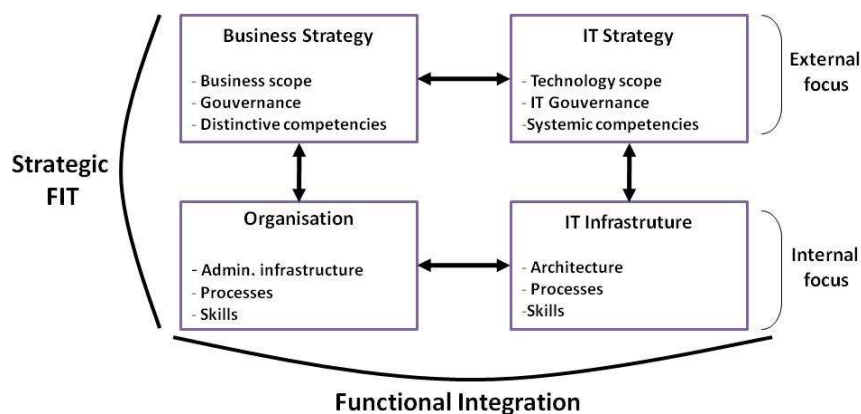 Business Strategy
- Business scope
- Gouvernance
- Distinctive competencies
IT Strategy
- Technology scope
- IT Gouvernance
-Systemic competencies
External
focus
Strategic
FIT
Organisation
- Admin. infrastructure
- Processes
- Skills
IT Infrastruture
- Architecture
- Processes
-Skills
Internal
focus
Functional Integration